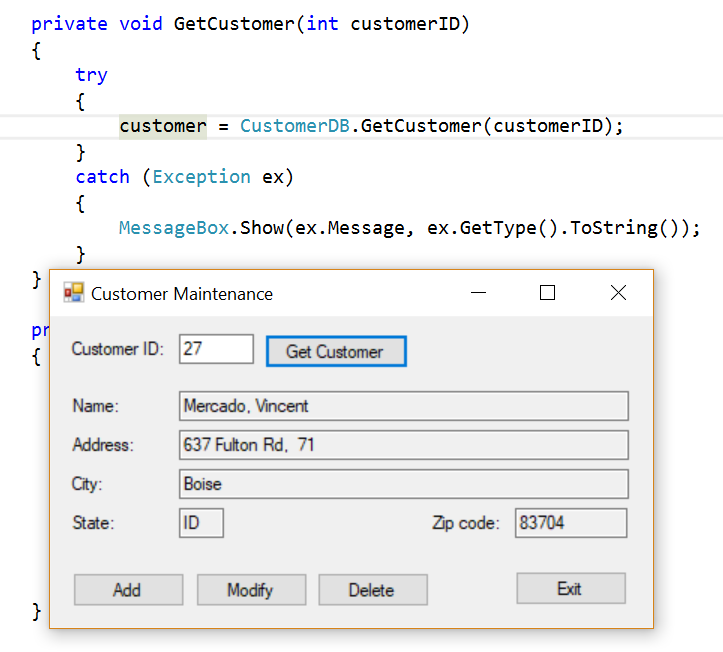 private void GetCustomer(int customerID)
{
try
{
customer = CustomerDB.GetCustomer(customerID);
}
catch (Exception ex)
{
MessageBox.Show(ex.Message, ex.GetType().ToString());
}
}
Customer Maintenance
pr
{
Customer ID: 27 Get Customer
Name: Mercado, Vincent
Address: 637 Fulton Rd, 71
City: Boise
State: ID Zip code: 83704
Add Modify Delete Exit
}